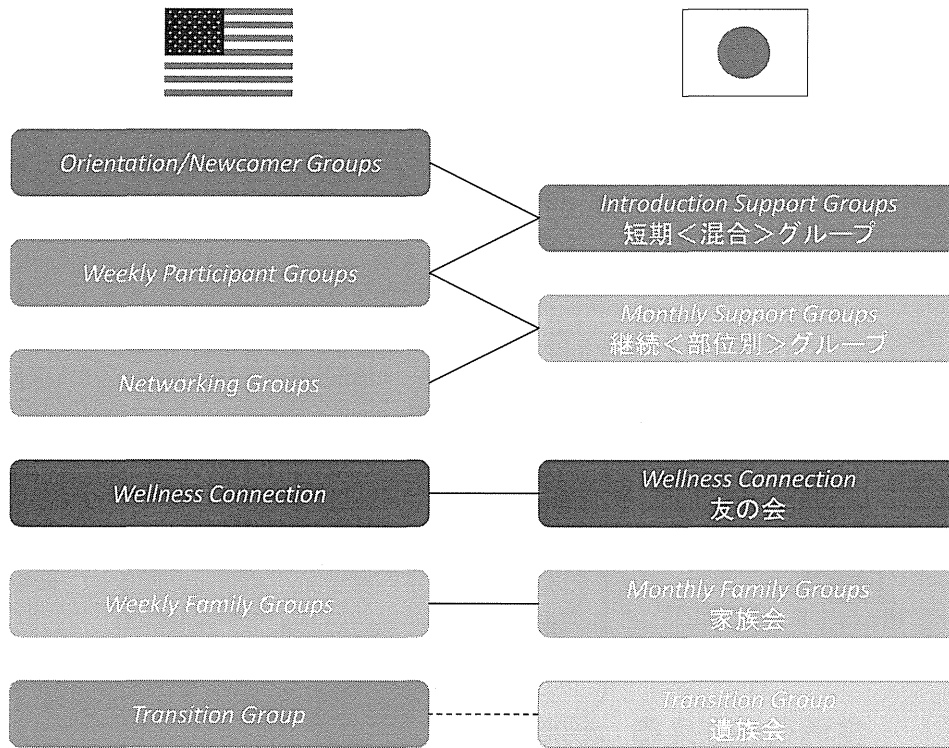 Orientation/Newcomer Groups
Weekly Participant Groups
Networking Groups
Wellness Connection
Weekly Family Groups
Transition Group
Introduction Support Groups
短期＜混合＞グループ
Monthly Support Groups
継続＜部位別＞グループ
Wellness Connection
友の会
Monthly Family Groups
家族会
Transition Group
遺族会